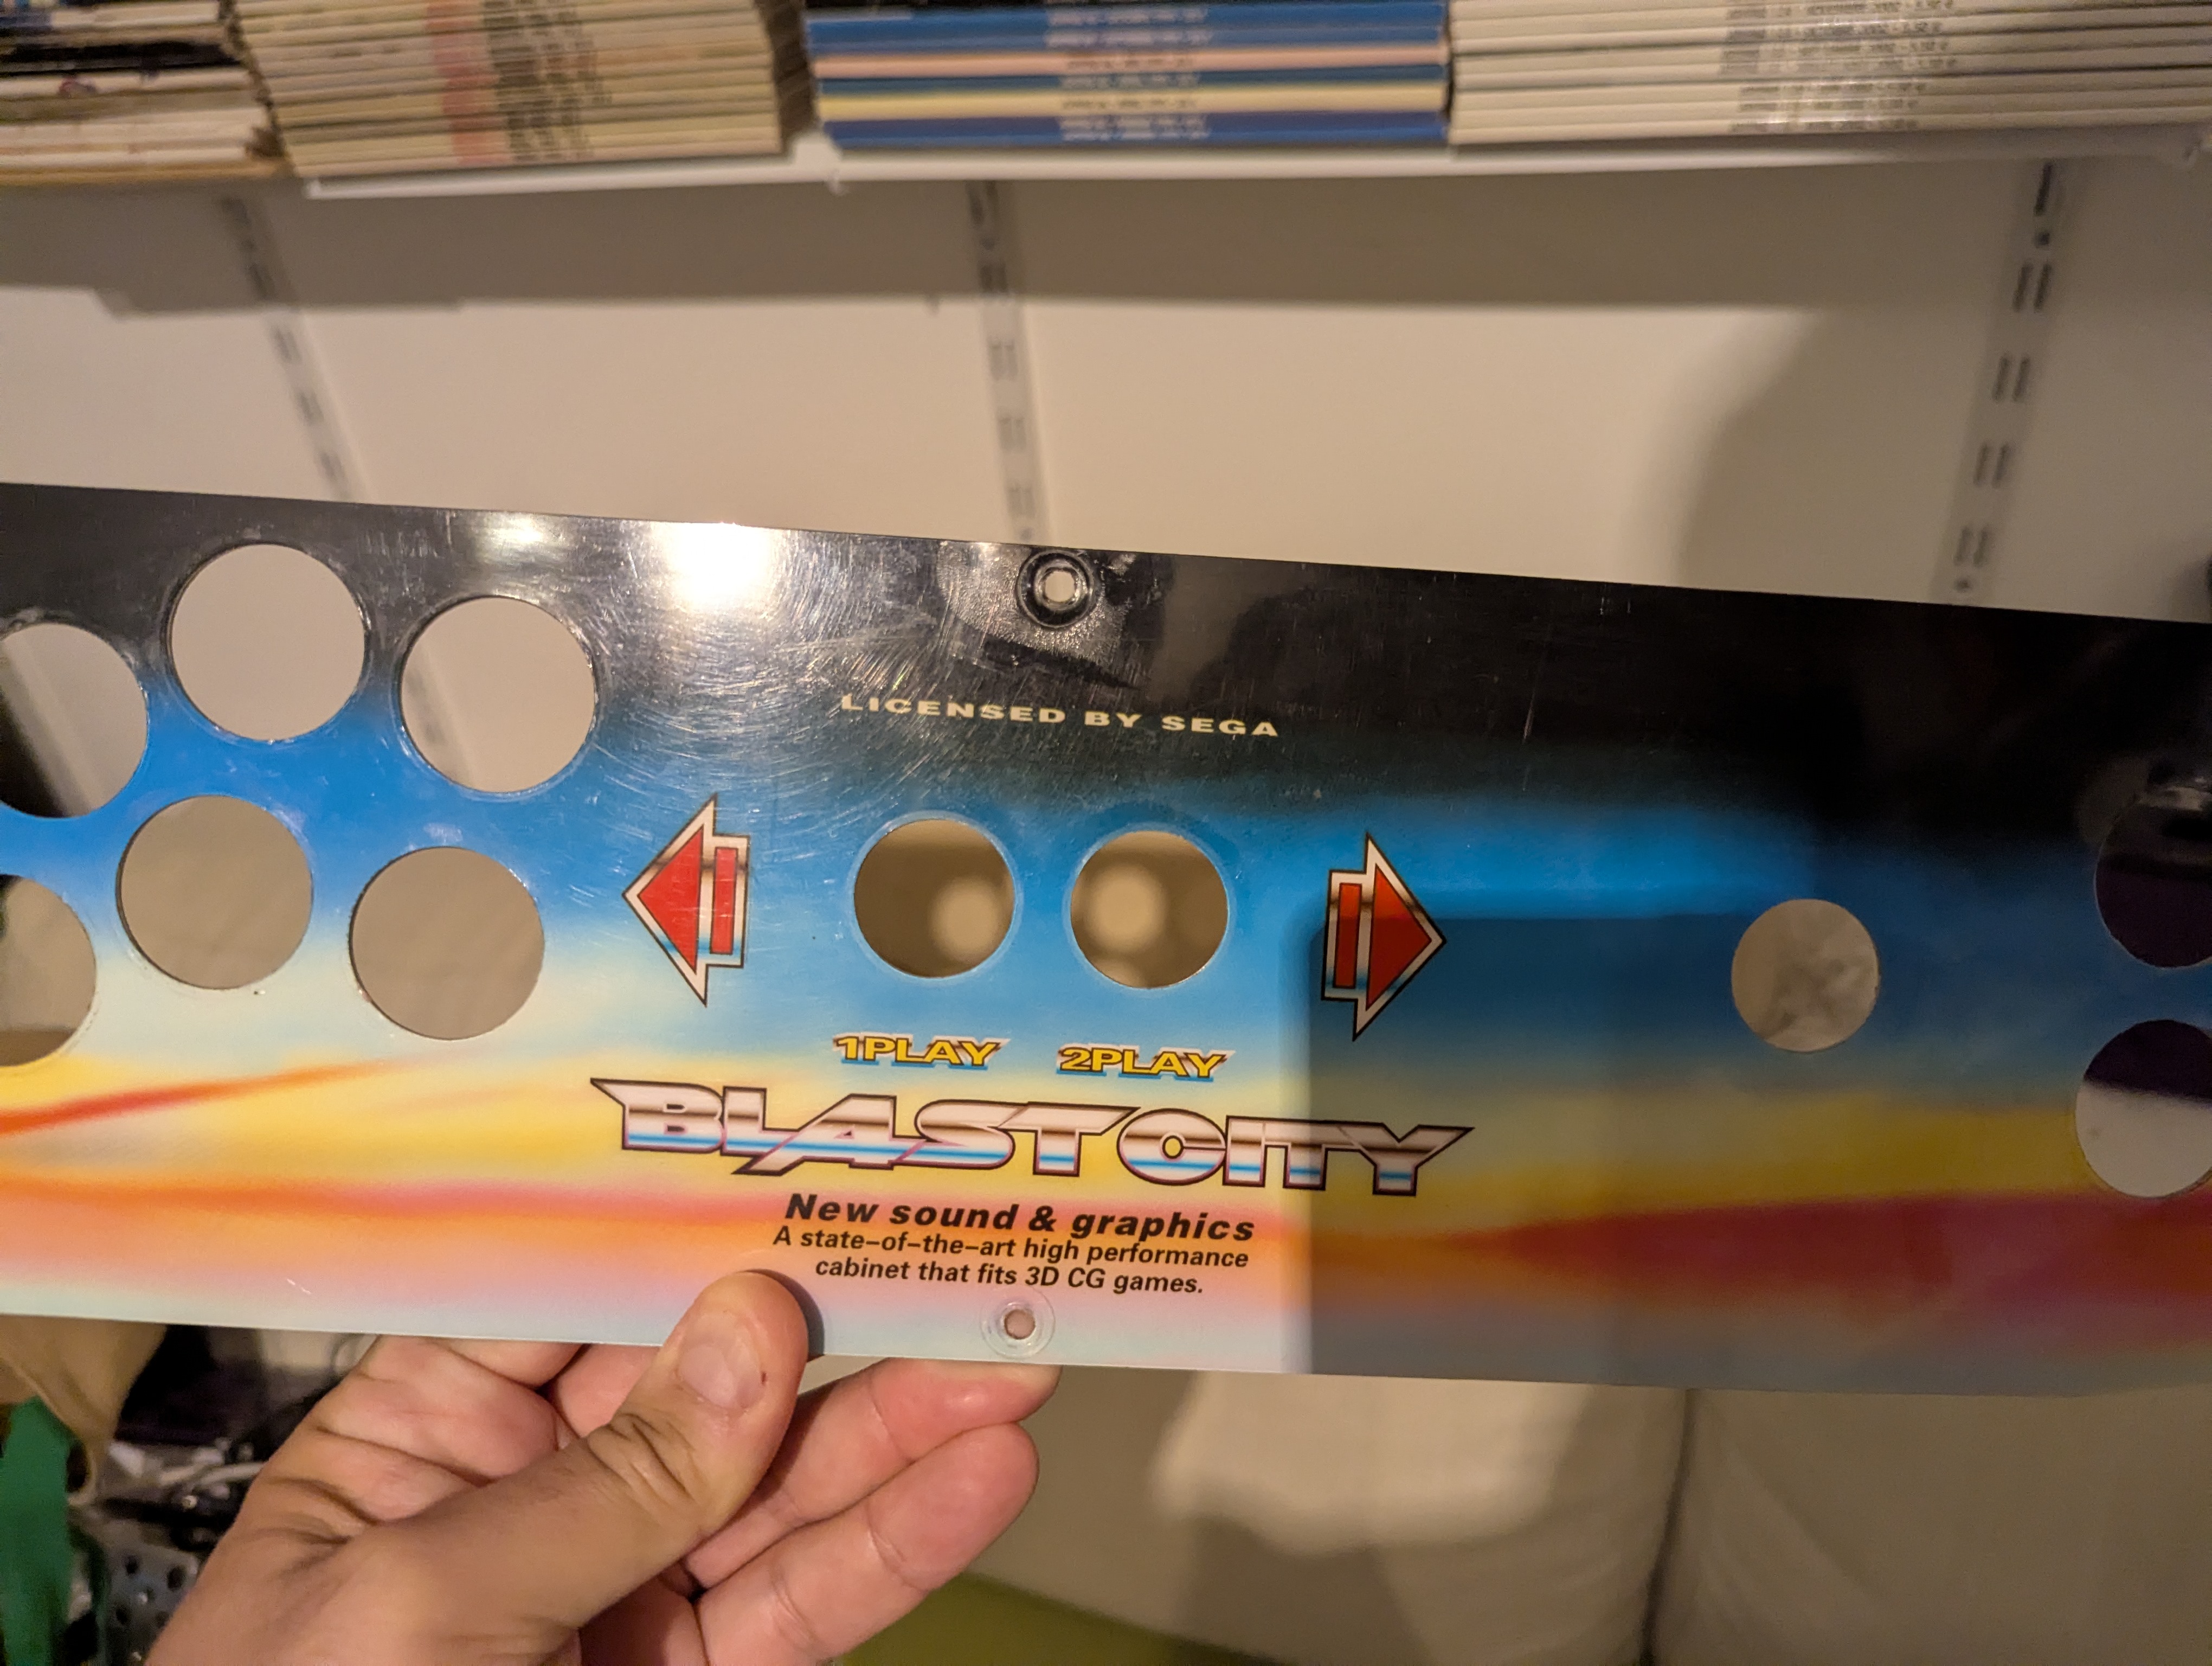 LICENSED BY SEGA
1PLAY 2PLAY
BLAST CITY
New sound & graphics
A state-of-the-art high performance
cabinet that fits 3D CG games.